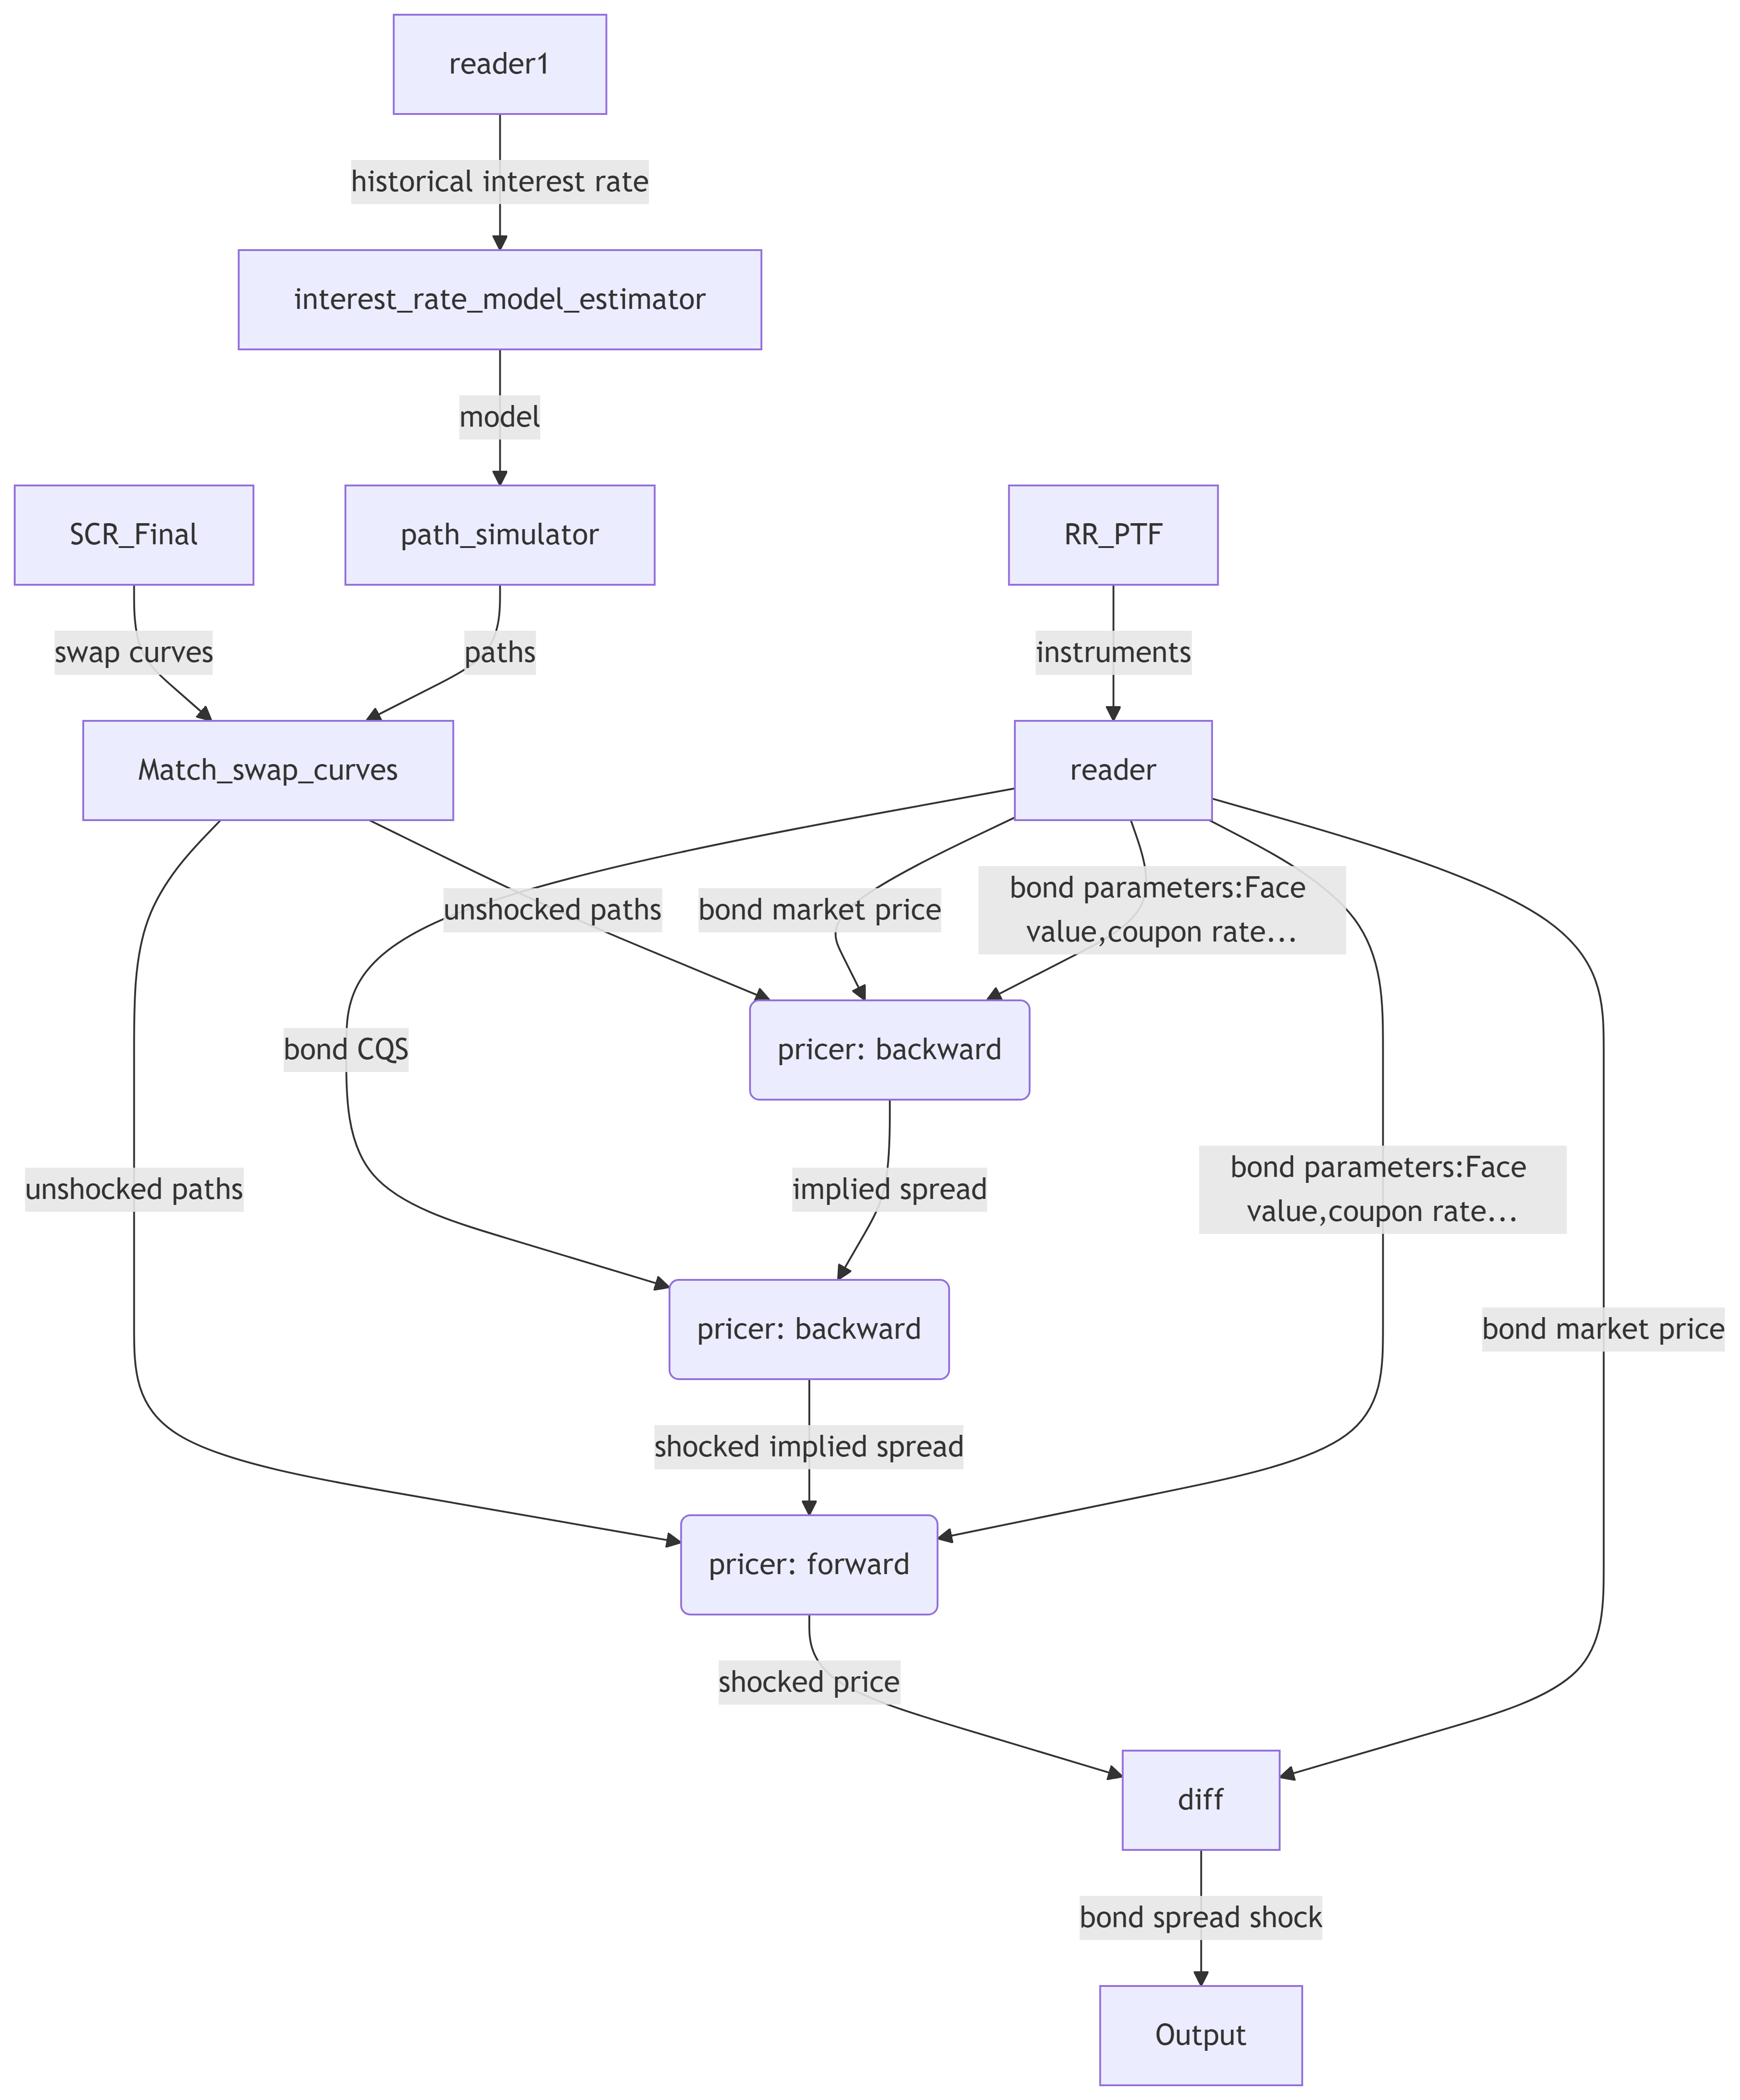 reader1
historical interest rate
interest_rate_model_estimator
model
SCR_Final
path_simulator
RR_PTF
swap curves
paths
instruments
Match_swap_curves
reader
unshocked paths
bond market price
bond parameters:Face
value,coupon rate...
bond CQS
pricer: backward
unshocked paths
implied spread
bond parameters:Face
value,coupon rate...
pricer: backward
bond market price
shocked implied spread
pricer: forward
shocked price
diff
bond spread shock
Output